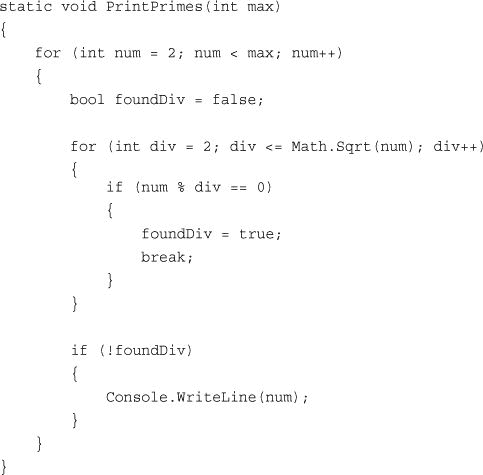 static void PrintPrimes(int max)
{
    for (int num = 2; num < max; num++)
    {
        bool foundDiv = false;

        for (int div = 2; div <= Math.Sqrt(num); div++)
        {
            if (num % div == 0)
            {
                foundDiv = true;
                break;
            }
        }

        if (!foundDiv)
        {
            Console.WriteLine(num);
        }
    }
}